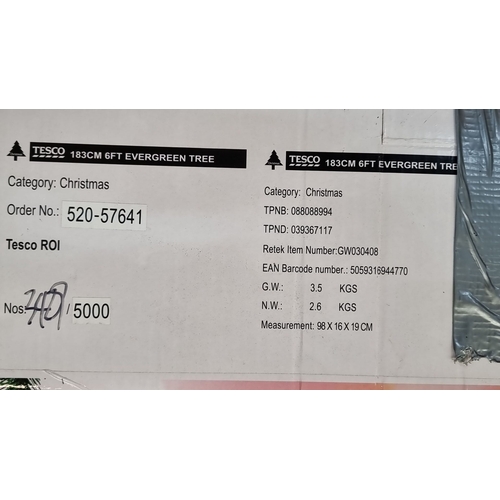 TESCO 183CM 6FT EVERGREEN TREE
Category: Christmas
Order No.: 520-57641
Tesco ROI
Nos: / 5000
TESCO 183CM 6FT EVERGREEN TRE
Category: Christmas
TPNB: 088088994
TPND: 039367117
Retek Item Number:GW030408
EAN Barcode number.: 5059316944770
G.W.: 3.5 KGS
N.W.: 2.6 KGS
Measurement: 98 X 16 X 19 CM